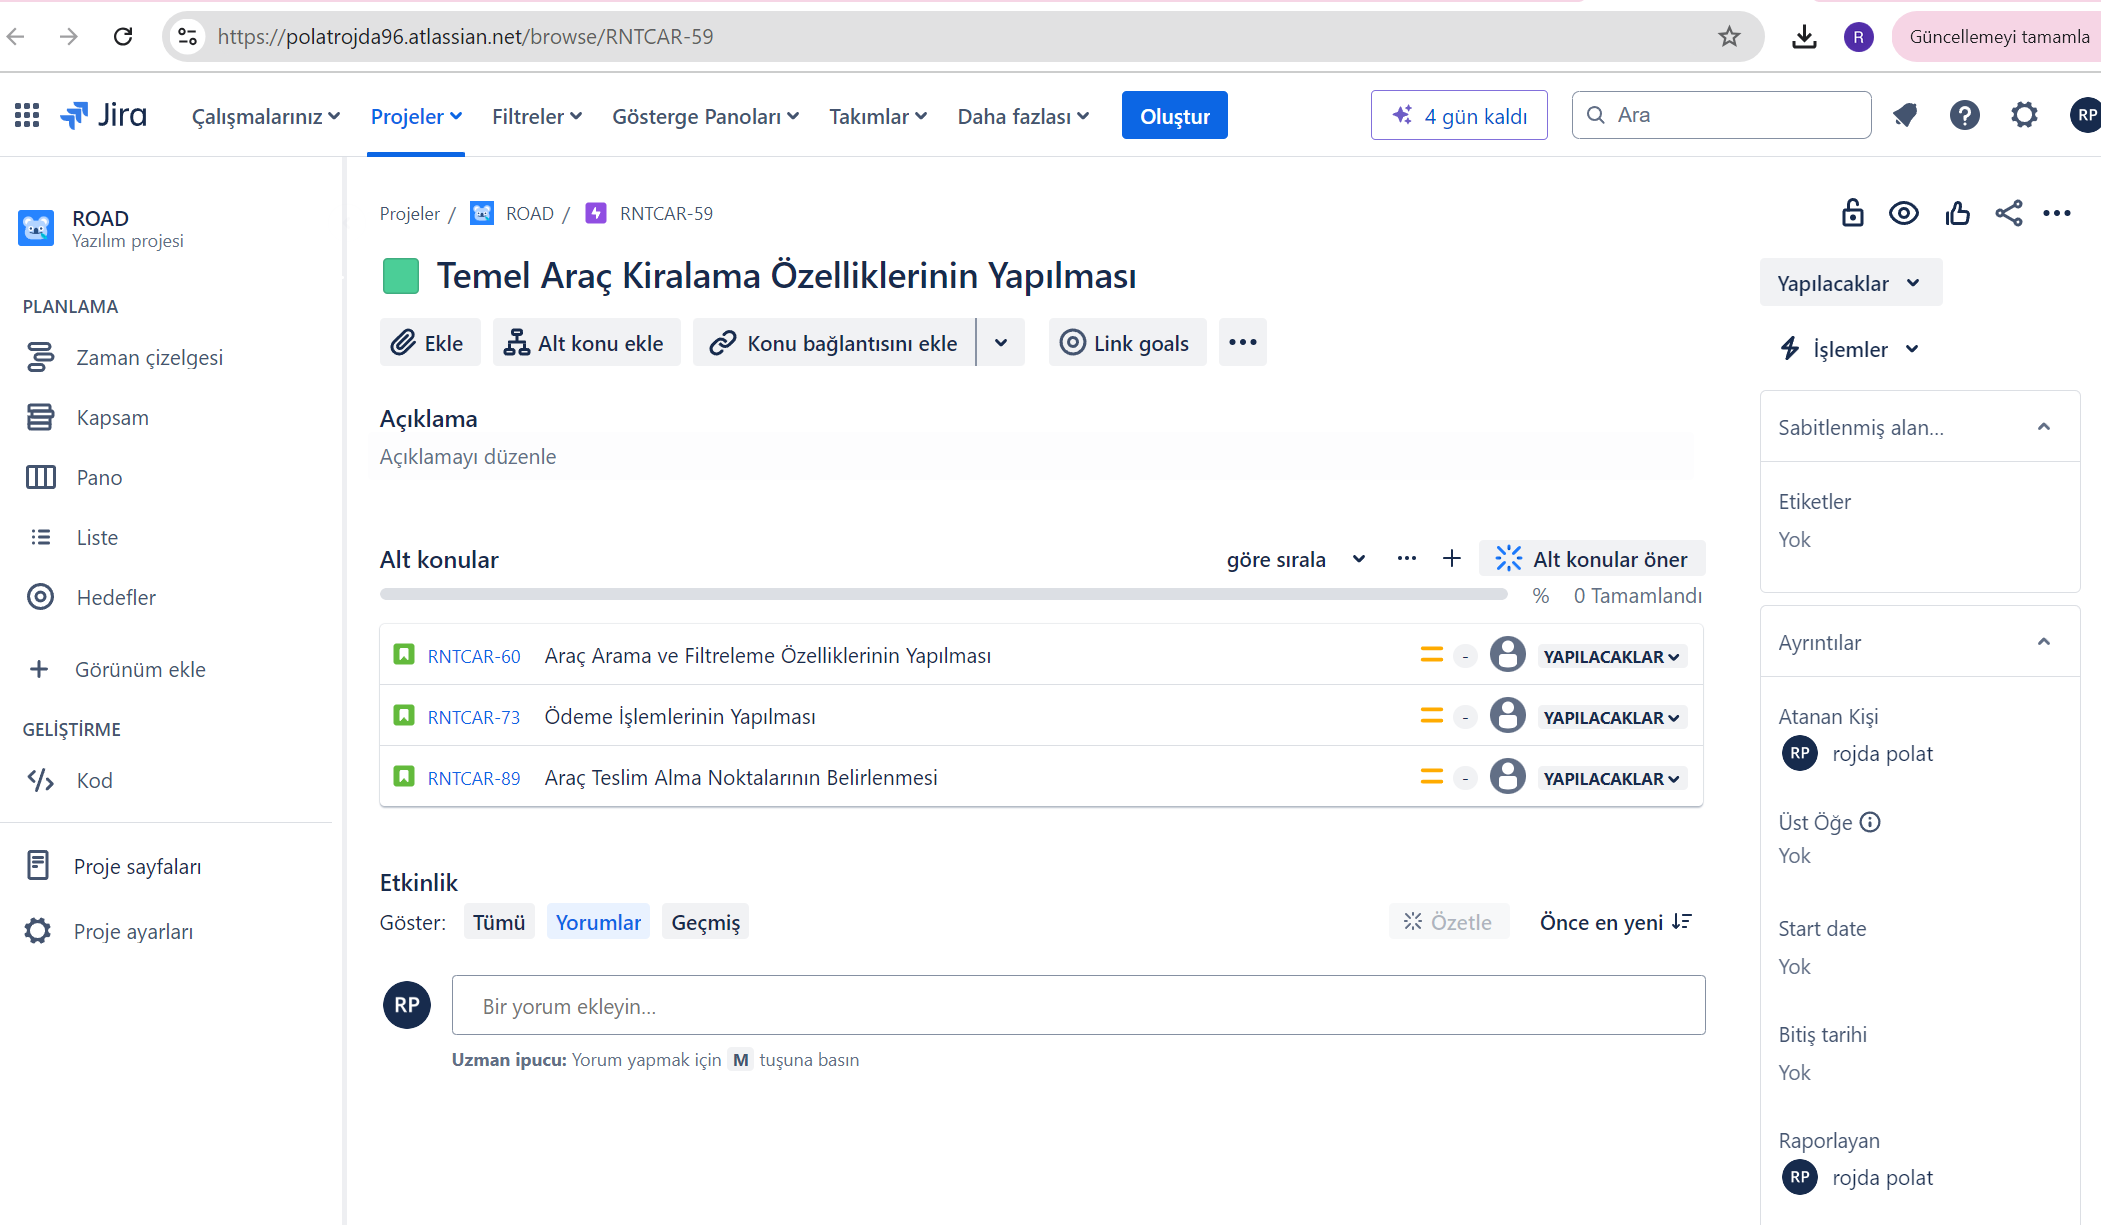 https://polatrojda96.atlassian.net/browse/RNTCAR-59
R
Güncellemeyi tamamla
Jira
Çalışmalarınız
Projeler
Filtreler
Gösterge Panoları
Takımlar
Daha fazlası
Oluştur
4 gün kaldı
Ara
RP
ROAD
Yazılım projesi
PLANLAMA
Zaman çizelgesi
Kapsam
Pano
Liste
Hedefler
Görünüm ekle
GELİŞTİRME
Kod
Proje sayfaları
Proje ayarları
Projeler / ROAD / RNTCAR-59
Temel Araç Kiralama Özelliklerinin Yapılması
Ekle
Alt konu ekle
Konu bağlantısını ekle
Link goals
Açıklama
Açıklamayı düzenle
Alt konular
göre sırala
Alt konular öner
% 0 Tamamlandı
RNTCAR-60 Araç Arama ve Filtreleme Özelliklerinin Yapılması - YAPILACAKLAR
RNTCAR-73 Ödeme İşlemlerinin Yapılması - YAPILACAKLAR
RNTCAR-89 Araç Teslim Alma Noktalarının Belirlenmesi - YAPILACAKLAR
Etkinlik
Göster: Tümü Yorumlar Geçmiş
Özetle
Önce en yeni
RP
Bir yorum ekleyin...
Uzman ipucu: Yorum yapmak için M tuşuna basın
Yapılacaklar
İşlemler
Sabitlenmiş alan...
Etiketler
Yok
Ayrıntılar
Atanan Kişi
RP rojda polat
Üst Öğe
Yok
Start date
Yok
Bitiş tarihi
Yok
Raporlayan
RP rojda polat